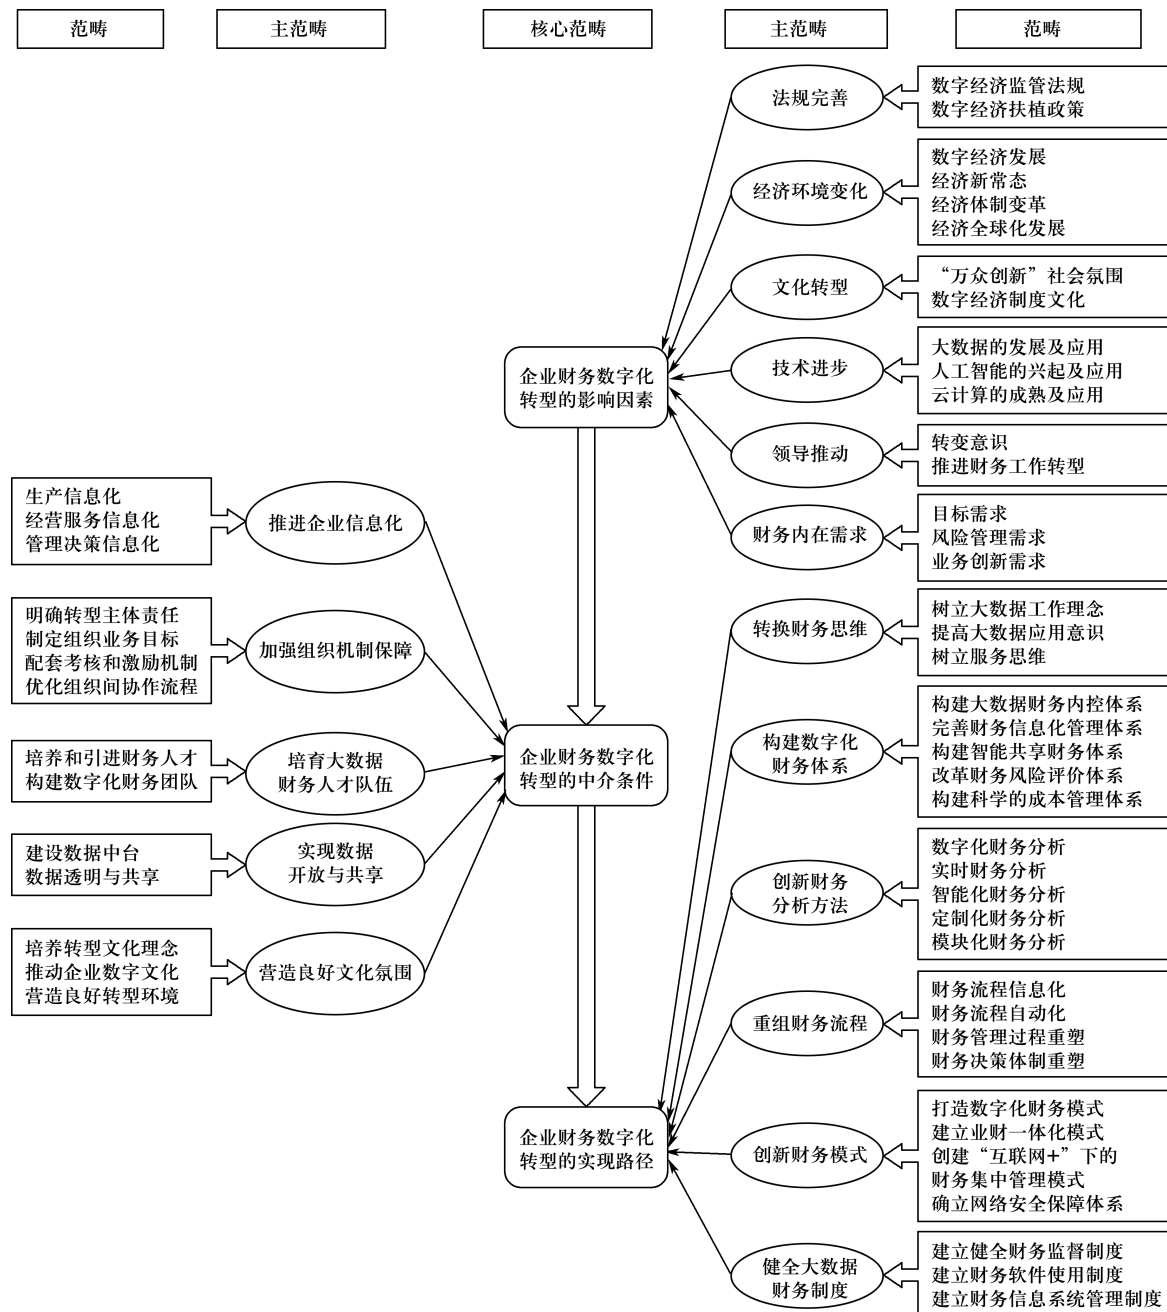 范畴
主范畴
核心范畴
主范畴
范畴
法规完善
数字经济监管法规
数字经济扶植政策
经济环境变化
数字经济发展
经济新常态
经济体制变革
经济全球化发展
文化转型
“万众创新”社会氛围
数字经济制度文化
技术进步
大数据的发展及应用
人工智能的兴起及应用
云计算的成熟及应用
领导推动
转变意识
推进财务工作转型
财务内在需求
目标需求
风险管理需求
业务创新需求
企业财务数字化
转型的影响因素
生产信息化
经营服务信息化
管理决策信息化
推进企业信息化
明确转型主体责任
制定组织业务目标
配套考核和激励机制
优化组织间协作流程
加强组织机制保障
培养和引进财务人才
构建数字化财务团队
培育大数据
财务人才队伍
建设数据中台
数据透明与共享
实现数据
开放与共享
培养转型文化理念
推动企业数字文化
营造良好转型环境
营造良好文化氛围
企业财务数字化
转型的中介条件
转换财务思维
树立大数据工作理念
提高大数据应用意识
树立服务思维
构建数字化
财务体系
构建大数据财务内控体系
完善财务信息化管理体系
构建智能共享财务体系
改革财务风险评价体系
构建科学的成本管理体系
创新财务
分析方法
数字化财务分析
实时财务分析
智能化财务分析
定制化财务分析
模块化财务分析
重组财务流程
财务流程信息化
财务流程自动化
财务管理过程重塑
财务决策体制重塑
创新财务模式
打造数字化财务模式
建立业财一体化模式
创建“互联网+”下的
财务集中管理模式
确立网络安全保障体系
健全大数据
财务制度
建立健全财务监督制度
建立财务软件使用制度
建立财务信息系统管理制度
企业财务数字化
转型的实现路径